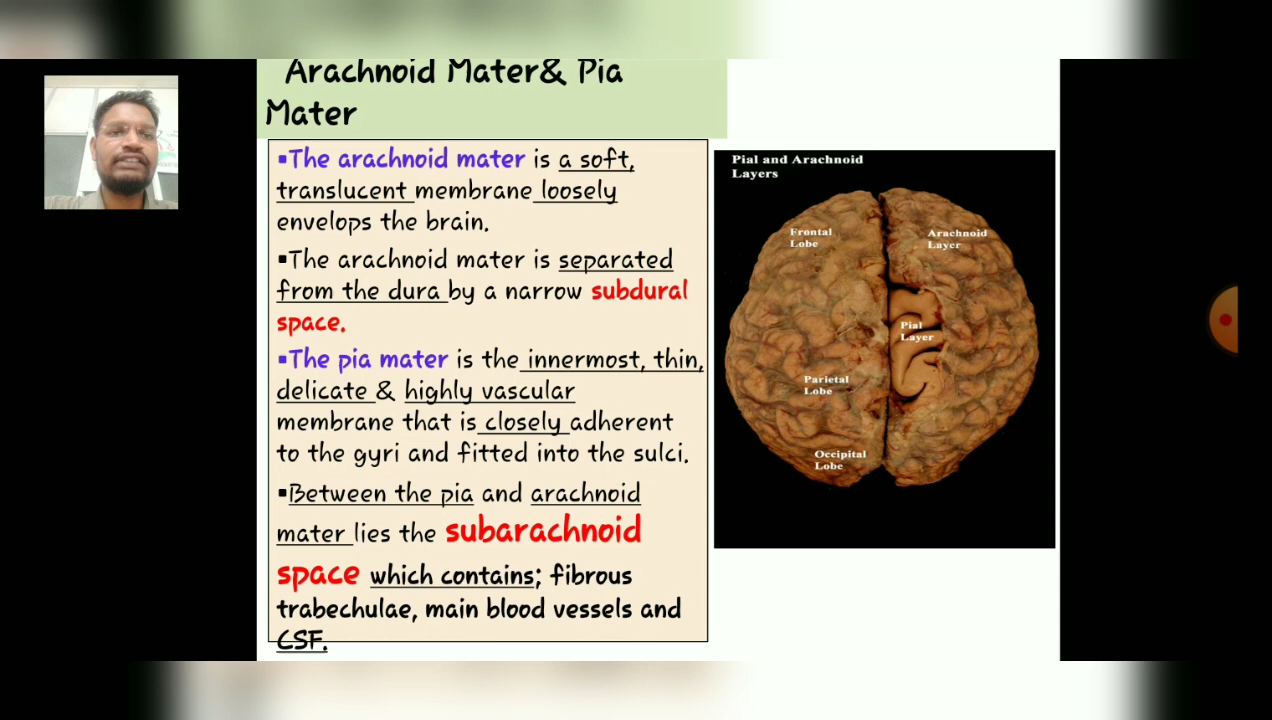 Arachnoid Mater& Pia
Mater
▪The arachnoid mater is a soft,
translucent membrane loosely
envelops the brain.
▪The arachnoid mater is separated
from the dura by a narrow subdural
space.
▪The pia mater is the innermost, thin,
delicate & highly vascular
membrane that is closely adherent
to the gyri and fitted into the sulci.
▪Between the pia and arachnoid
mater lies the subarachnoid
space which contains; fibrous
trabechulae, main blood vessels and
CSF.
Pial and Arachnoid
Layers
Frontal
Lobe
Arachnoid
Layer
Pial
Layer
Parietal
Lobe
Occipital
Lobe